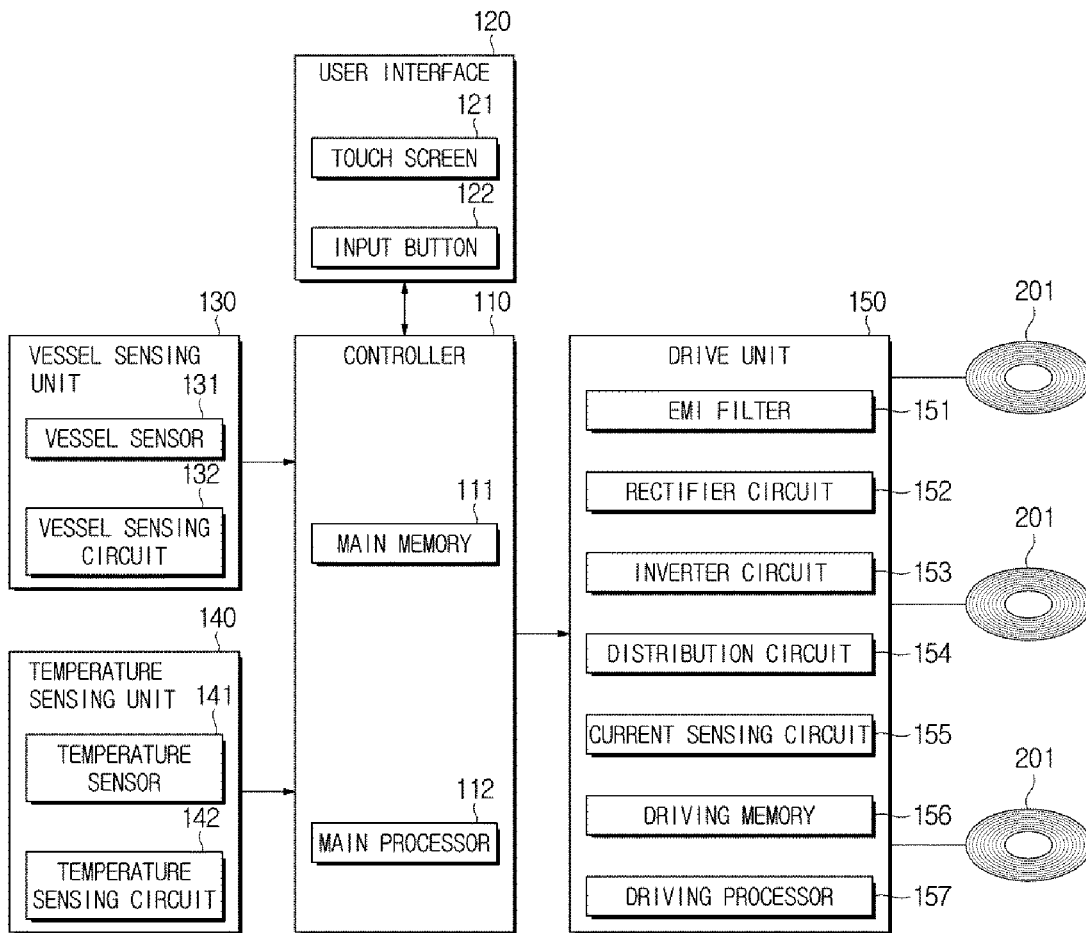 120
USER INTERFACE
121
TOUCH SCREEN
122
INPUT BUTTON
130
VESSEL SENSING
UNIT
131
VESSEL SENSOR
132
VESSEL SENSING
CIRCUIT
140
TEMPERATURE
SENSING UNIT
141
TEMPERATURE
SENSOR
142
TEMPERATURE
SENSING CIRCUIT
110
CONTROLLER
111
MAIN MEMORY
112
MAIN PROCESSOR
150
DRIVE UNIT
EMI FILTER
151
RECTIFIER CIRCUIT
152
INVERTER CIRCUIT
153
DISTRIBUTION CIRCUIT
154
CURRENT SENSING CIRCUIT
155
DRIVING MEMORY
156
DRIVING PROCESSOR
157
201
201
201